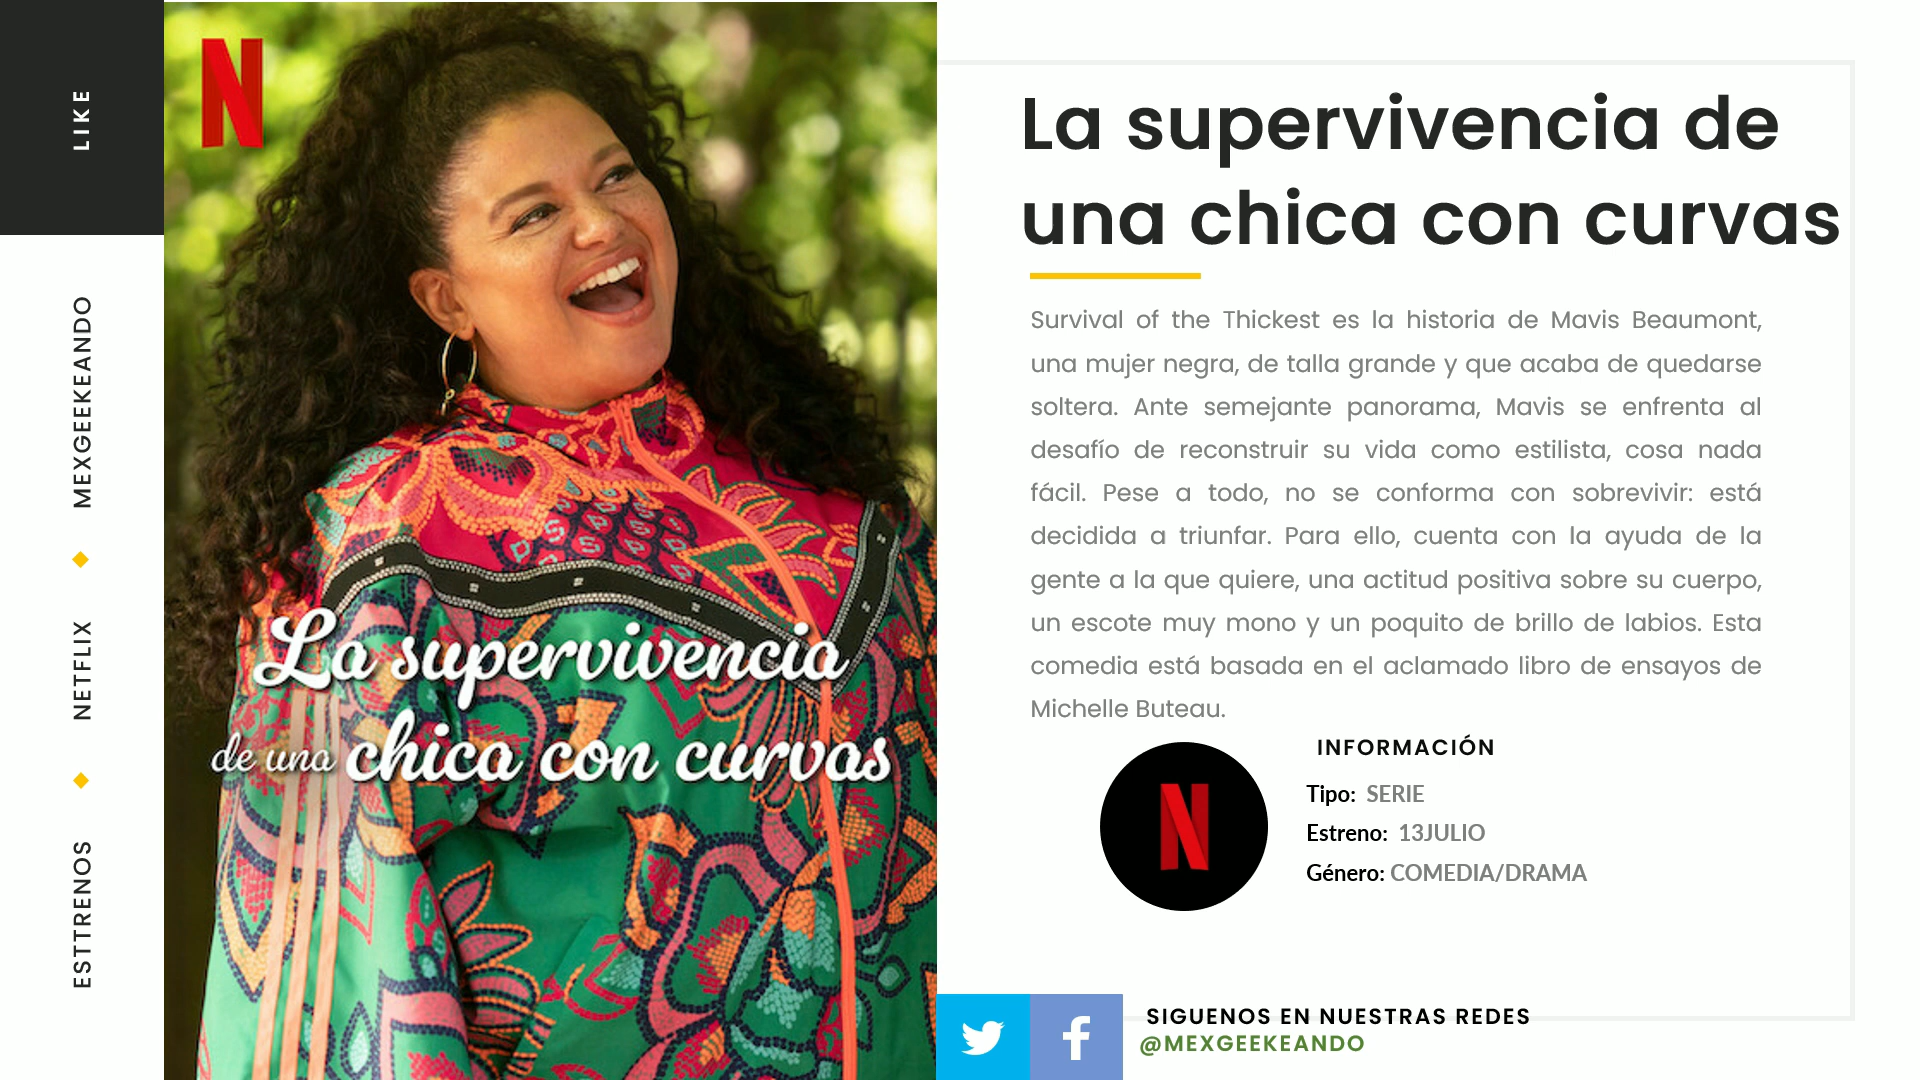 LIKE
MEXGEEKEANDO
NETFLIX
ESTTRENOS
N
La supervivencia
de una chica con curvas
La supervivencia de
una chica con curvas
Survival of the Thickest es la historia de Mavis Beaumont,
una mujer negra, de talla grande y que acaba de quedarse
soltera. Ante semejante panorama, Mavis se enfrenta al
desafío de reconstruir su vida como estilista, cosa nada
fácil. Pese a todo, no se conforma con sobrevivir: está
decidida a triunfar. Para ello, cuenta con la ayuda de la
gente a la que quiere, una actitud positiva sobre su cuerpo,
un escote muy mono y un poquito de brillo de labios. Esta
comedia está basada en el aclamado libro de ensayos de
Michelle Buteau.
N
INFORMACIÓN
Tipo: SERIE
Estreno: 13JULIO
Género: COMEDIA/DRAMA
SIGUENOS EN NUESTRAS REDES
@MEXGEEKEANDO